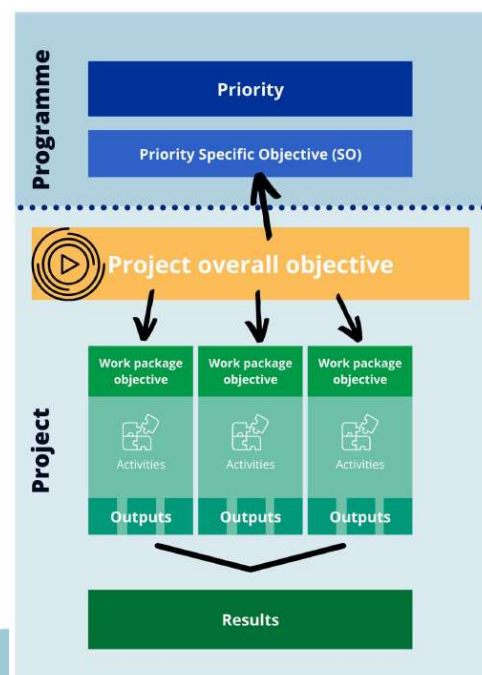 Programme
Priority
Priority Specific Objective (SO)
Project overall objective
Project
Work package
objective
Work package
objective
Work package
objective
Activities
Activities
Activities
Outputs
Outputs
Outputs
Results